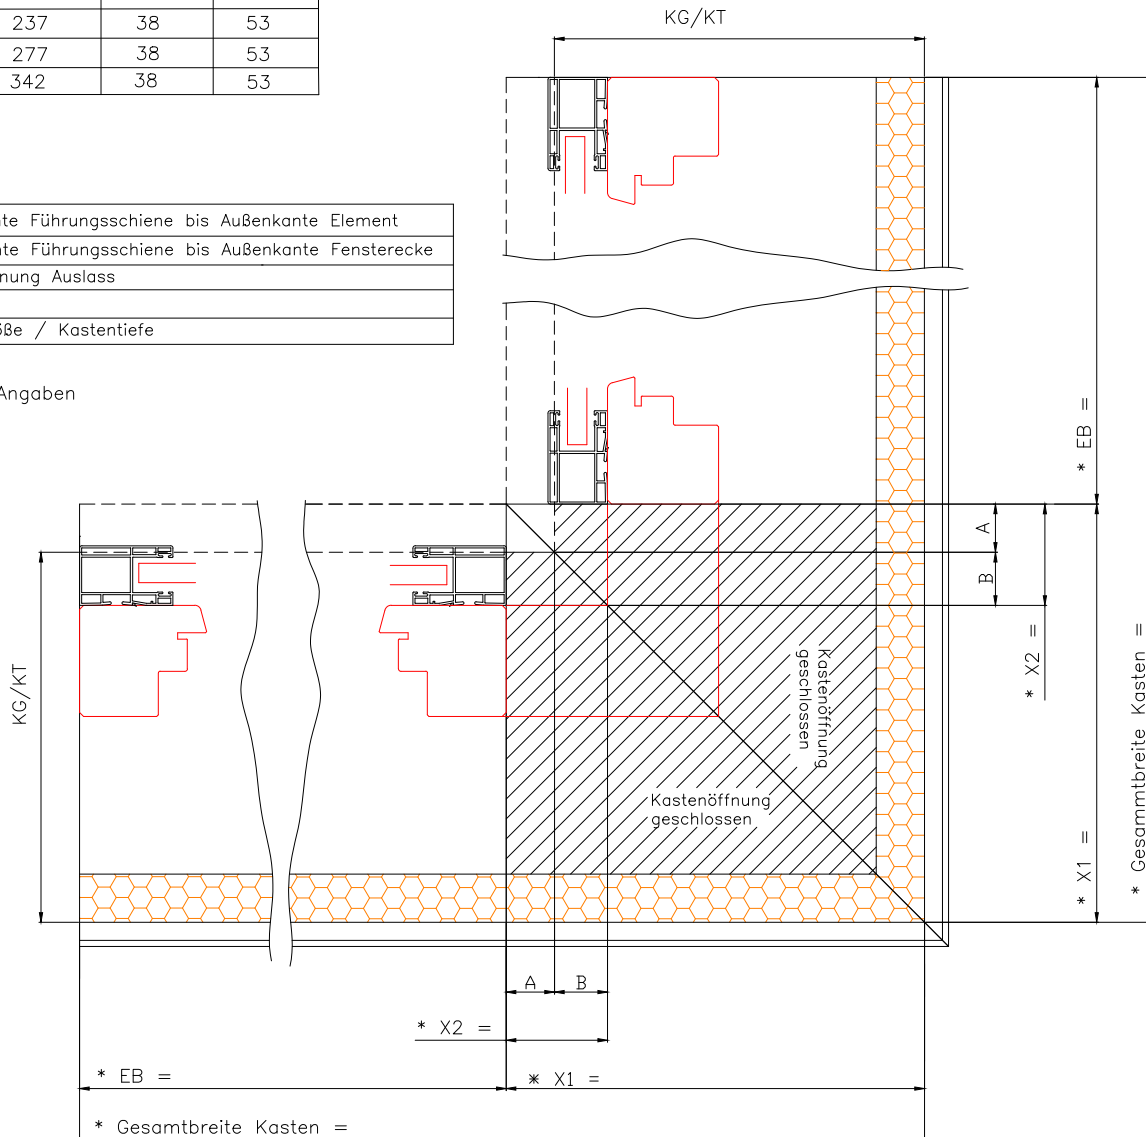 237 38 53
277 38 53
342 38 53
KG/KT
te Führungsschiene bis Außenkante Element
te Führungsschiene bis Außenkante Fensterecke
nung Auslass
öße / Kastentiefe
Angaben
* EB =
A
B
* X2 =
KG/KT
Kastenöffnung
geschlossen
Kastenöffnung
geschlossen
* X1 =
* Gesammtbreite Kasten =
A B
* X2 =
* EB =
* X1 =
* Gesamtbreite Kasten =